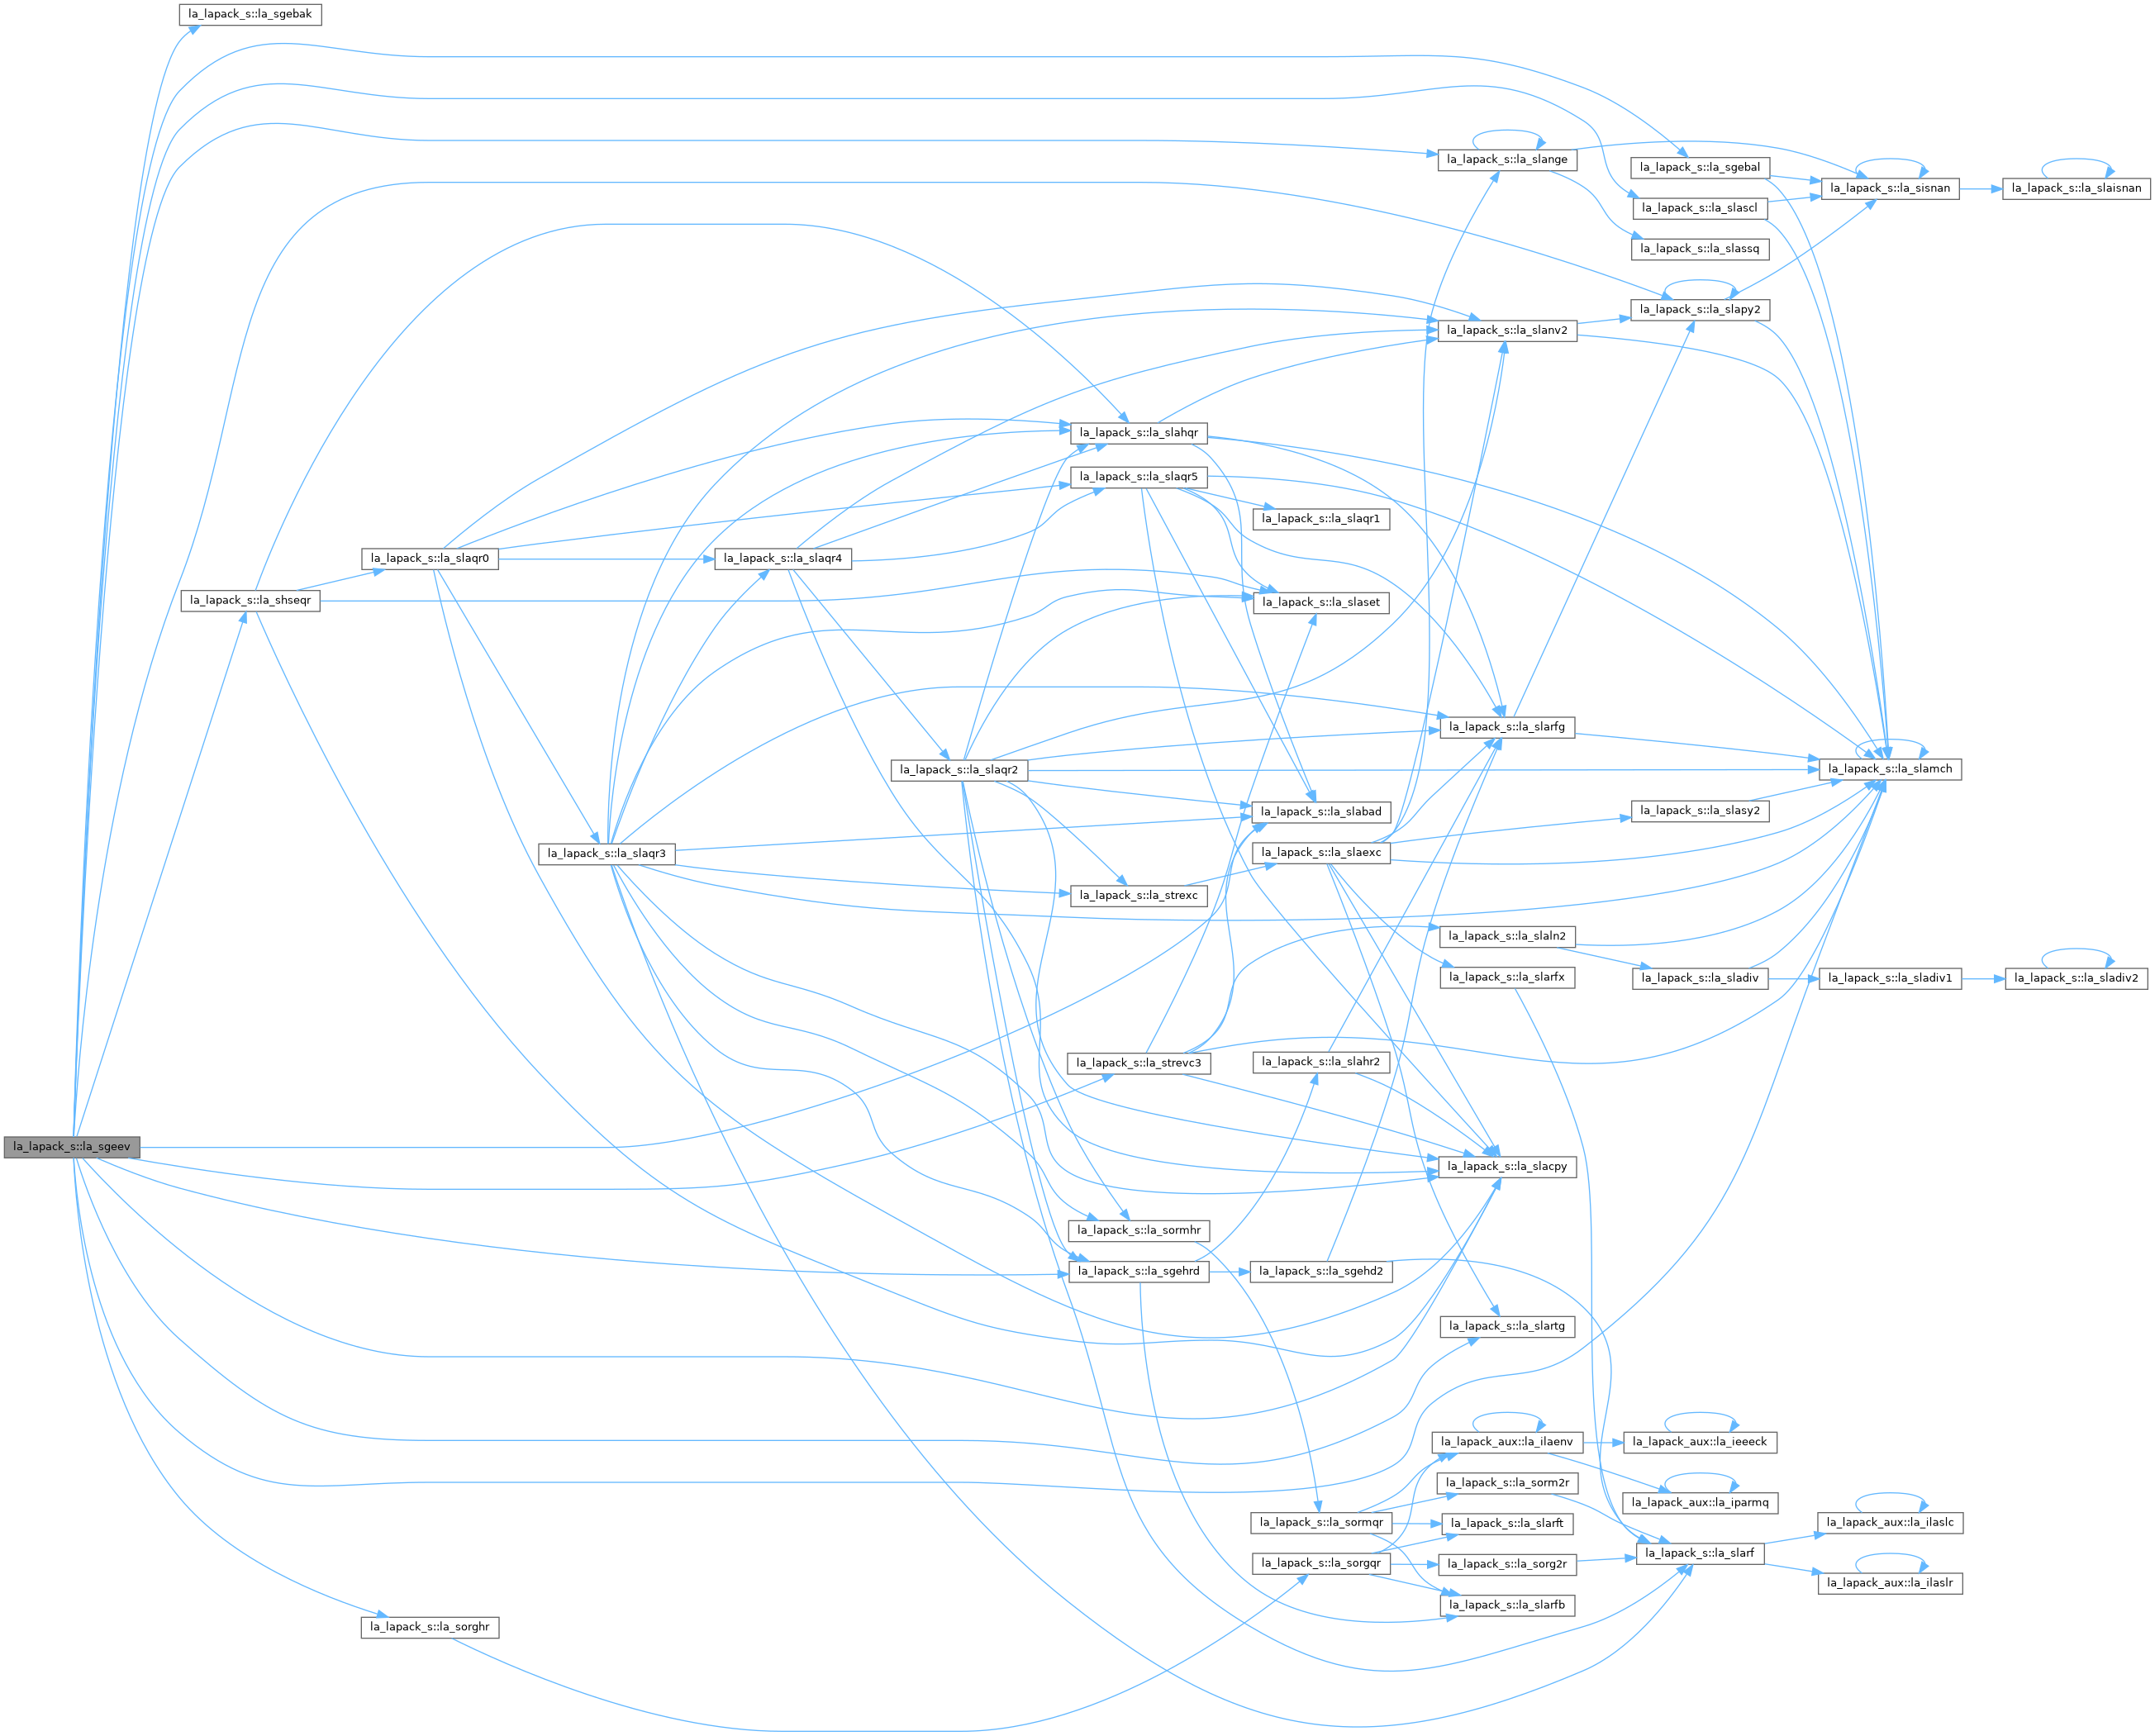 la_lapack_s::la_sgeev
la_lapack_s::la_sgebak
la_lapack_s::la_shseqr
la_lapack_s::la_slaqr0
la_lapack_s::la_sorghr
la_lapack_s::la_slaqr3
la_lapack_s::la_slaqr4
la_lapack_s::la_slaqr2
la_lapack_s::la_slahqr
la_lapack_s::la_slaqr5
la_lapack_s::la_strexc
la_lapack_s::la_strevc3
la_lapack_s::la_sormhr
la_lapack_s::la_sgehrd
la_lapack_s::la_slaqr1
la_lapack_s::la_slaset
la_lapack_s::la_slabad
la_lapack_s::la_slaexc
la_lapack_s::la_slahr2
la_lapack_s::la_sgehd2
la_lapack_s::la_sormqr
la_lapack_s::la_sorgqr
la_lapack_s::la_slange
la_lapack_s::la_slanv2
la_lapack_s::la_slarfg
la_lapack_s::la_slaln2
la_lapack_s::la_slarfx
la_lapack_s::la_slacpy
la_lapack_s::la_slartg
la_lapack_aux::la_ilaenv
la_lapack_s::la_sorm2r
la_lapack_s::la_slarft
la_lapack_s::la_sorg2r
la_lapack_s::la_slarfb
la_lapack_s::la_sgebal
la_lapack_s::la_slascl
la_lapack_s::la_slassq
la_lapack_s::la_slapy2
la_lapack_s::la_slasy2
la_lapack_s::la_sladiv
la_lapack_aux::la_ieeeck
la_lapack_aux::la_iparmq
la_lapack_s::la_slarf
la_lapack_s::la_sisnan
la_lapack_s::la_slamch
la_lapack_s::la_sladiv1
la_lapack_aux::la_ilaslc
la_lapack_aux::la_ilaslr
la_lapack_s::la_slaisnan
la_lapack_s::la_sladiv2